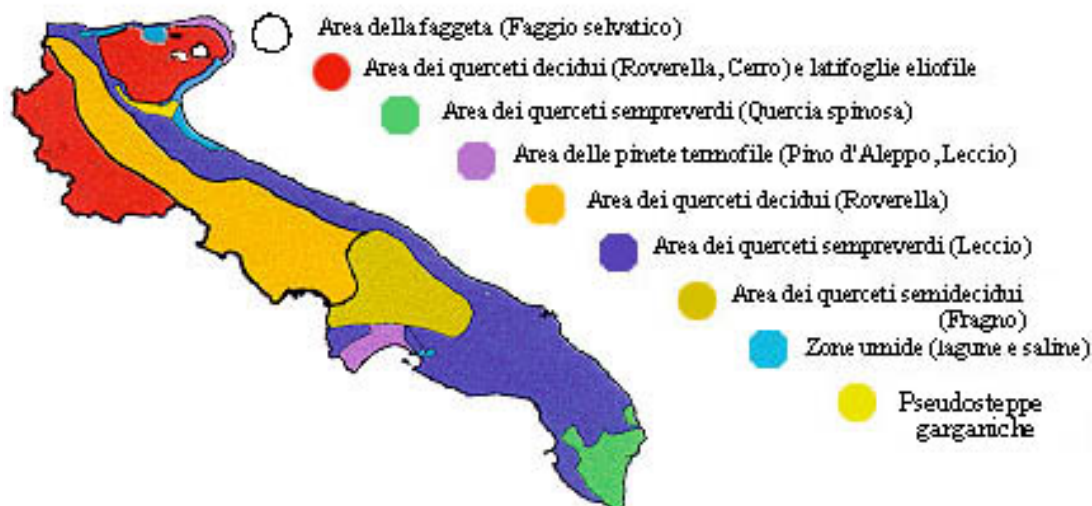 Area della faggeta (Faggio selvatico)
Area dei querceti decidui (Roverella, Cerro) e latifoglie eliofile
Area dei querceti sempreverdi (Quercia spinosa)
Area delle pinete termofile (Pino d'Aleppo, Leccio)
Area dei querceti decidui (Roverella)
Area dei querceti sempreverdi (Leccio)
Area dei querceti semidecidui
(Fragno)
Zone umide (lagune e saline)
Pseudosteppe
garganiche